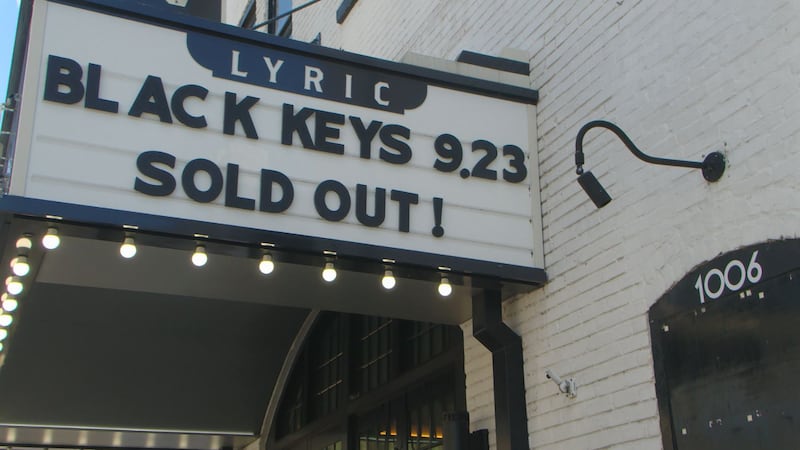 LYRIC
BLACK KEYS 9.23
SOLD OUT!
1006